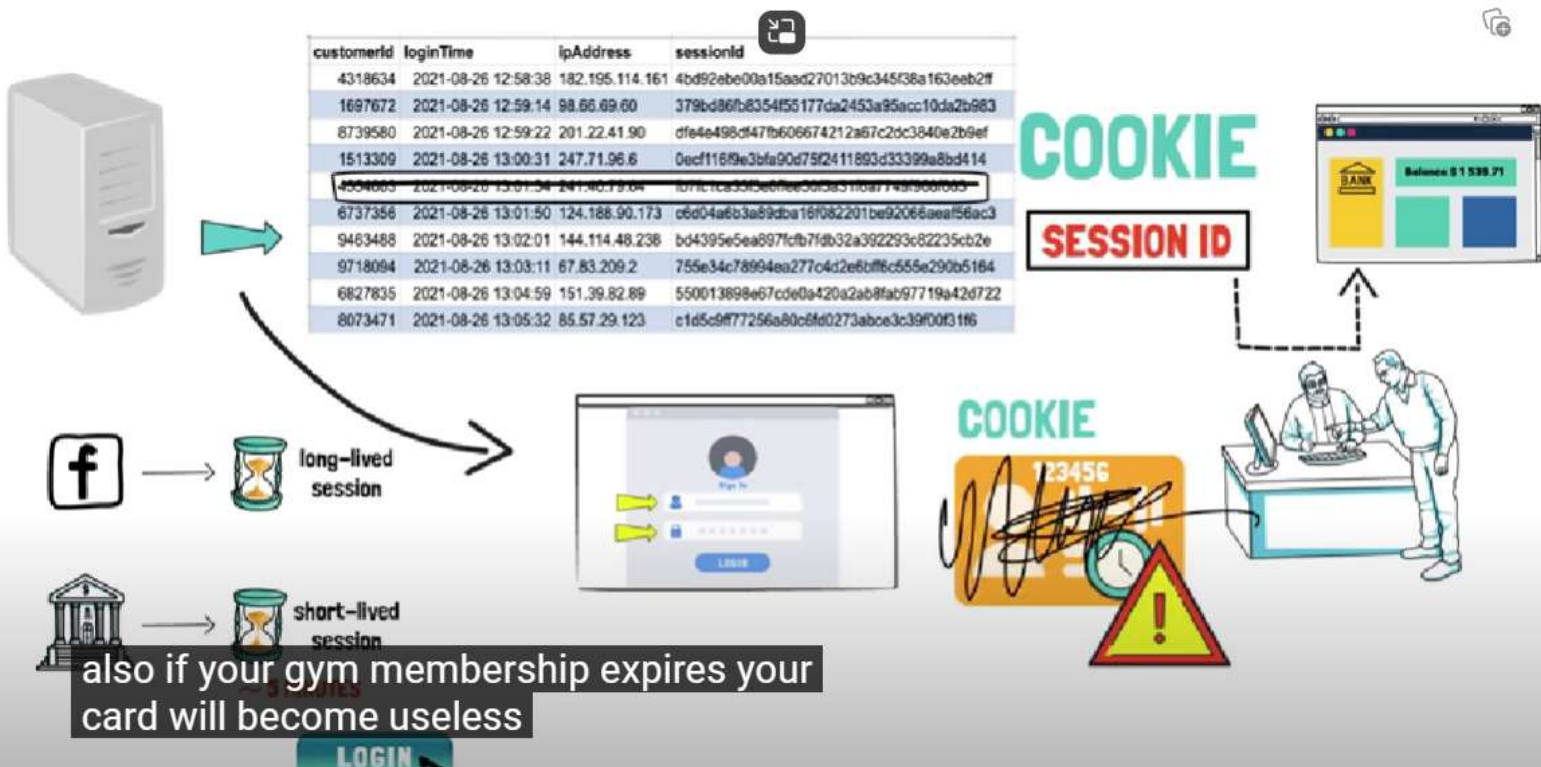 customerId loginTime ipAddress sessionId
4318634 2021-08-26 12:58:38 182.195.114.161
1697672 2021-08-26 12:59:14 98.66.69.60 379bd86fb8354f55177da2453a95acc10da2b983
8739580 2021-08-26 12:59:22 201.22.41.90
1513309 2021-08-26 13:00:31 247.71.96.6 0ecf116f9e3bfa90d75f2411893d33399a8bd414
6737356 2021-08-26 13:01:50 124.188.90.173 c6d04a6b3a89dba16f082201be92066aeaf56ac3
9463488 2021-08-26 13:02:01 144.114.48.238 bd4395e5ea897fcfb7fdb32a392293c82235cb2e
9718094 2021-08-26 13:03:11 67.83.209.2 755e34c78994ea277c4d2e6bff6c555e290b5164
6827835 2021-08-26 13:04:59 151.39.82.89 550013898e67cde0a420a2ab8fab97719a42d722
8073471 2021-08-26 13:05:32 85.57.29.123 c1d5c9ff77256a80c6fd0273abce3c39f00f31f6
COOKIE
SESSION ID
BANK
Balance $ 1 539.71
f
long-lived
session
Sign In
LOGIN
COOKIE
123456
!
$
short-lived
session
~ 5 MINUTES
also if your gym membership expires your
card will become useless
LOGIN